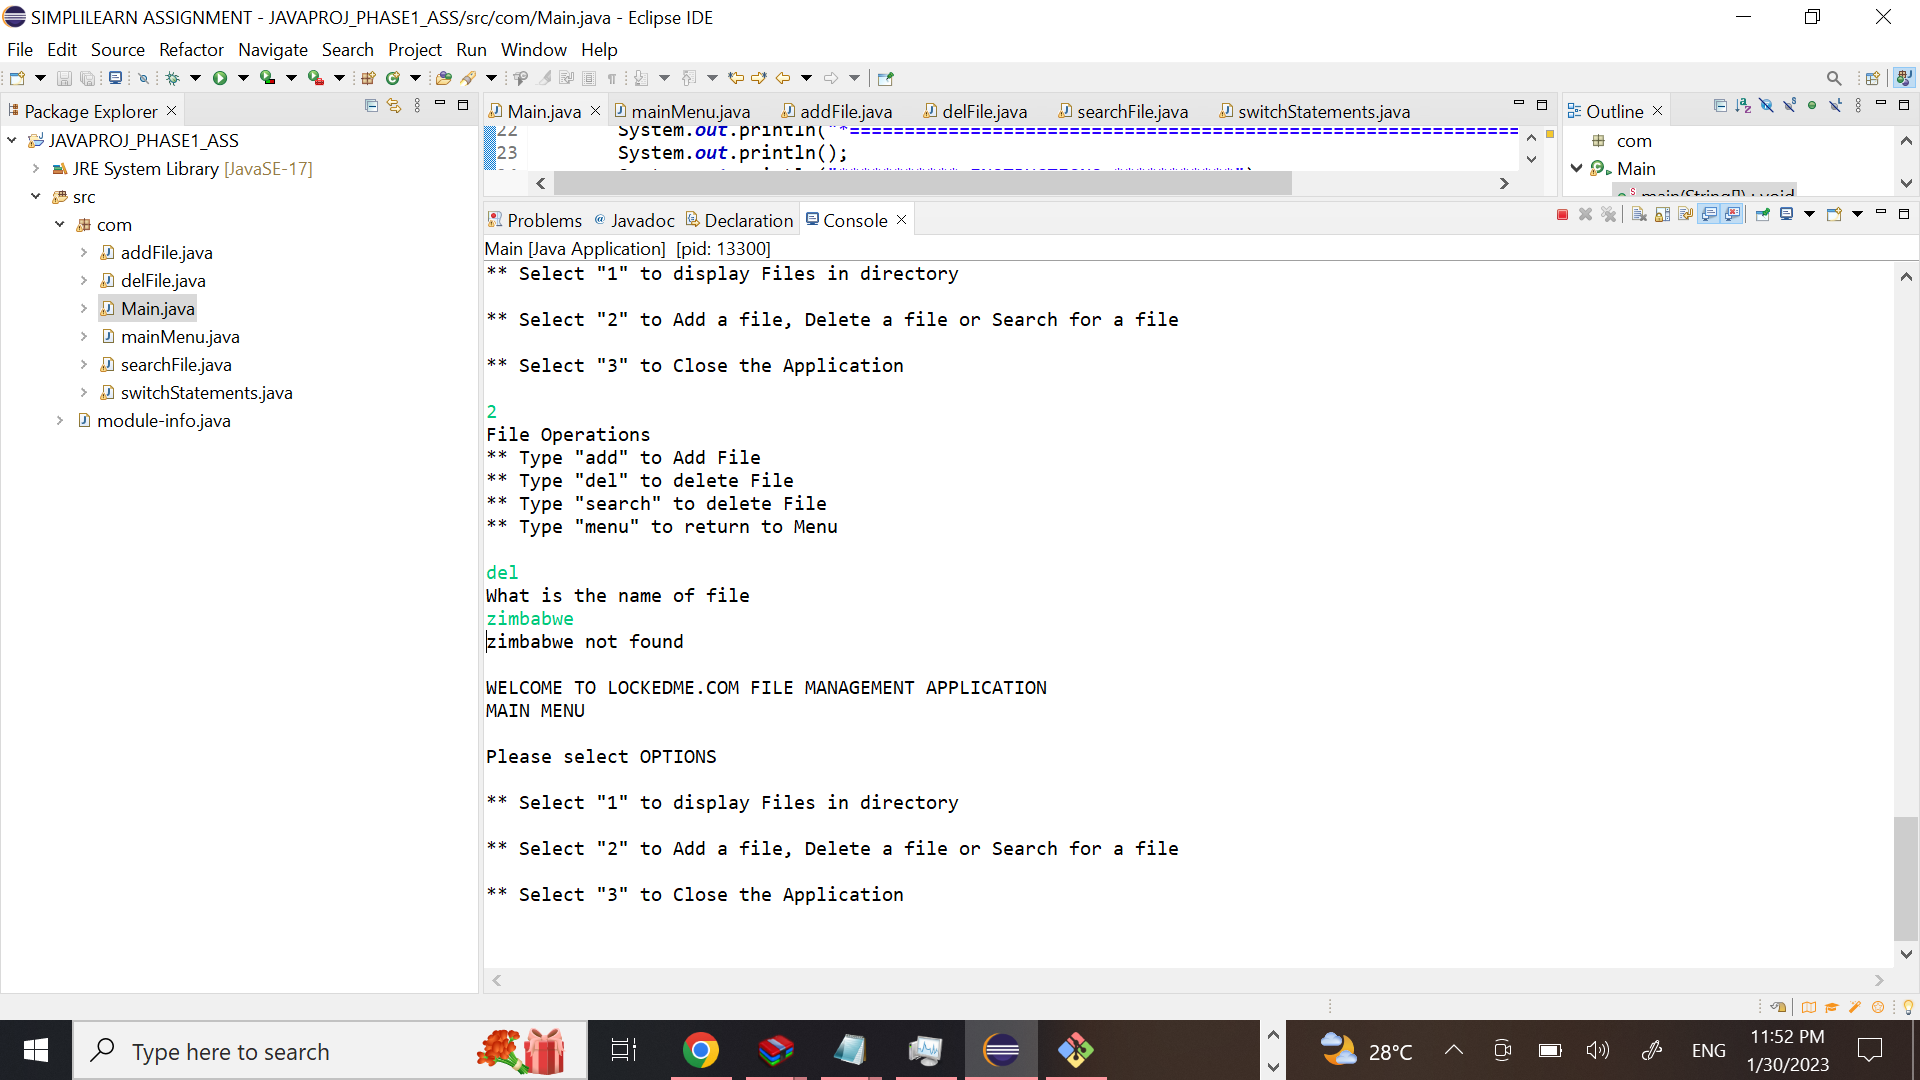 SIMPLILEARN ASSIGNMENT - JAVAPROJ_PHASE1_ASS/src/com/Main.java - Eclipse IDE
File Edit Source Refactor Navigate Search Project Run Window Help
Package Explorer
JAVAPROJ_PHASE1_ASS
JRE System Library [JavaSE-17]
src
com
addFile.java
delFile.java
Main.java
mainMenu.java
searchFile.java
switchStatements.java
module-info.java
Main.java mainMenu.java addFile.java delFile.java searchFile.java switchStatements.java
22 System.out.println("*=============================================================
23 System.out.println();
Outline
com
Main
main(String[]) : void
Problems @ Javadoc Declaration Console
Main [Java Application] [pid: 13300]
** Select "1" to display Files in directory
** Select "2" to Add a file, Delete a file or Search for a file
** Select "3" to Close the Application
2
File Operations
** Type "add" to Add File
** Type "del" to delete File
** Type "search" to delete File
** Type "menu" to return to Menu
del
What is the name of file
zimbabwe
zimbabwe not found
WELCOME TO LOCKEDME.COM FILE MANAGEMENT APPLICATION
MAIN MENU
Please select OPTIONS
** Select "1" to display Files in directory
** Select "2" to Add a file, Delete a file or Search for a file
** Select "3" to Close the Application
Type here to search
28°C
ENG
11:52 PM
1/30/2023